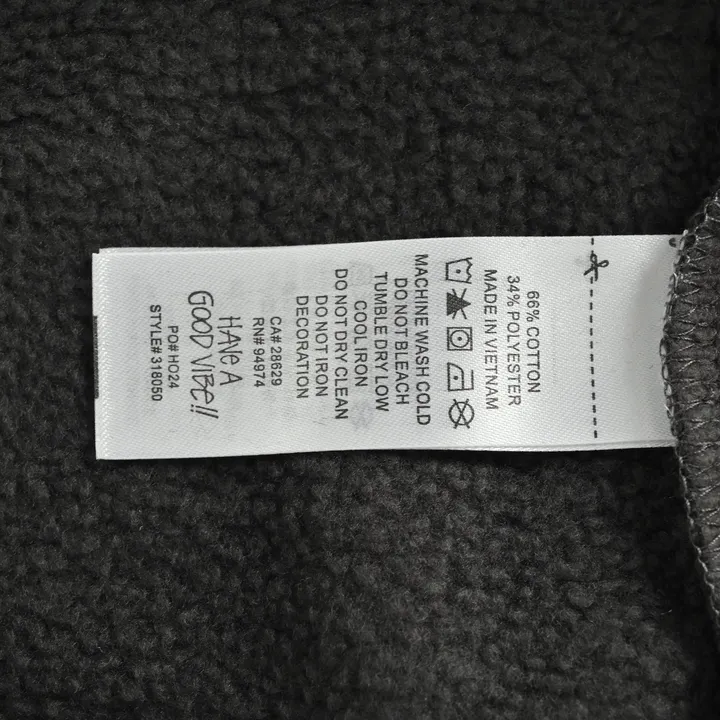 66% COTTON
34% POLYESTER
MADE IN VIETNAM
MACHINE WASH COLD
DO NOT BLEACH
TUMBLE DRY LOW
COOL IRON
DO NOT DRY CLEAN
DO NOT IRON
DECORATION
CA# 28629
RN# 94974
HAVE A
GOOD VIBE!!
PO# HO24
STYLE# 318050